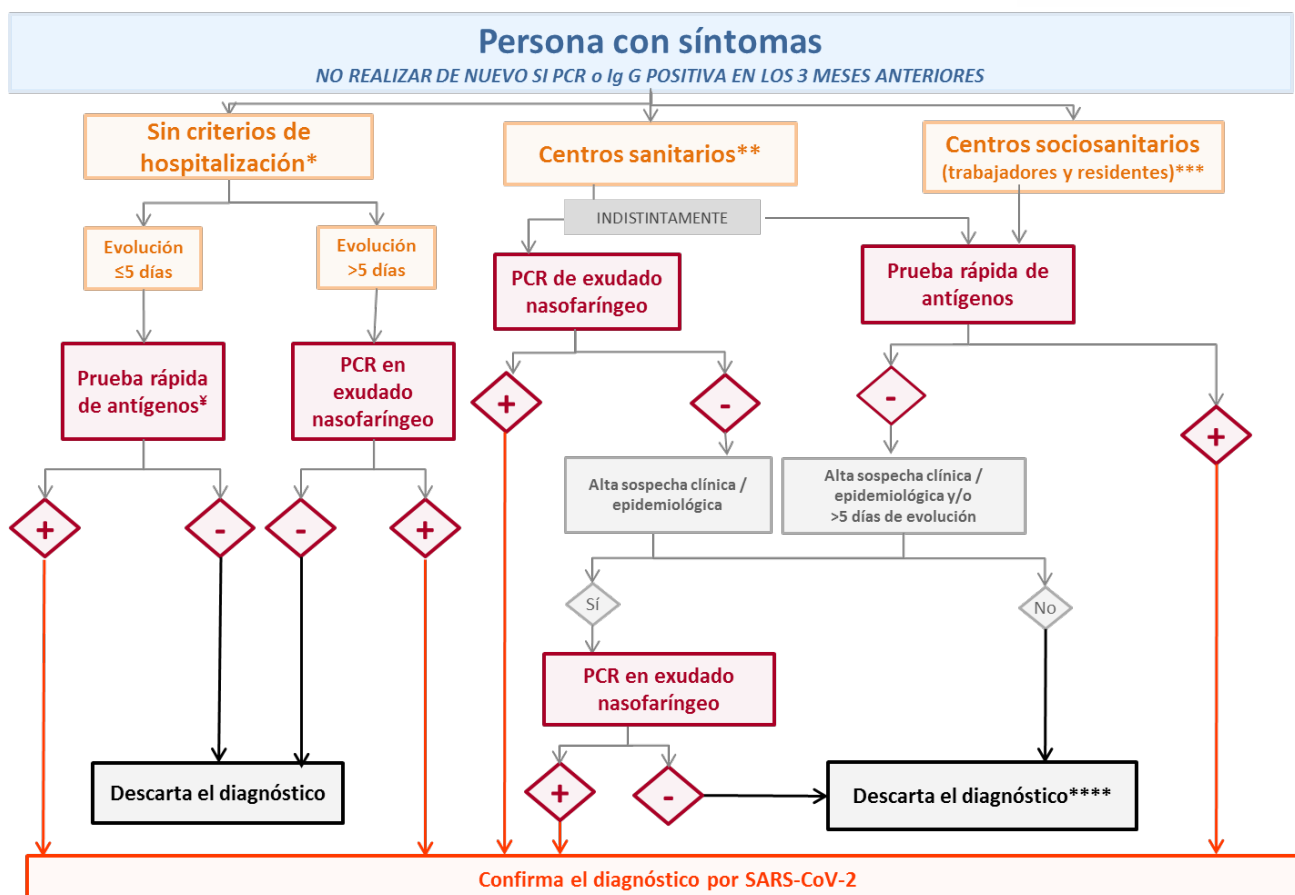 Persona con síntomas
NO REALIZAR DE NUEVO SI PCR o Ig G POSITIVA EN LOS 3 MESES ANTERIORES
Sin criterios de
hospitalización*
Centros sanitarios**
Centros sociosanitarios
(trabajadores y residentes)***
INDISTINTAMENTE
Evolución
≤5 días
Evolución
>5 días
PCR de exudado
nasofaríngeo
Prueba rápida de
antígenos
Prueba rápida
de antígenos¥
PCR en
exudado
nasofaríngeo
+
-
-
+
Alta sospecha clínica /
epidemiológica
Alta sospecha clínica /
epidemiológica y/o
>5 días de evolución
+
-
-
+
Sí
No
PCR en exudado
nasofaríngeo
+
-
Descarta el diagnóstico
Descarta el diagnóstico****
Confirma el diagnóstico por SARS-CoV-2